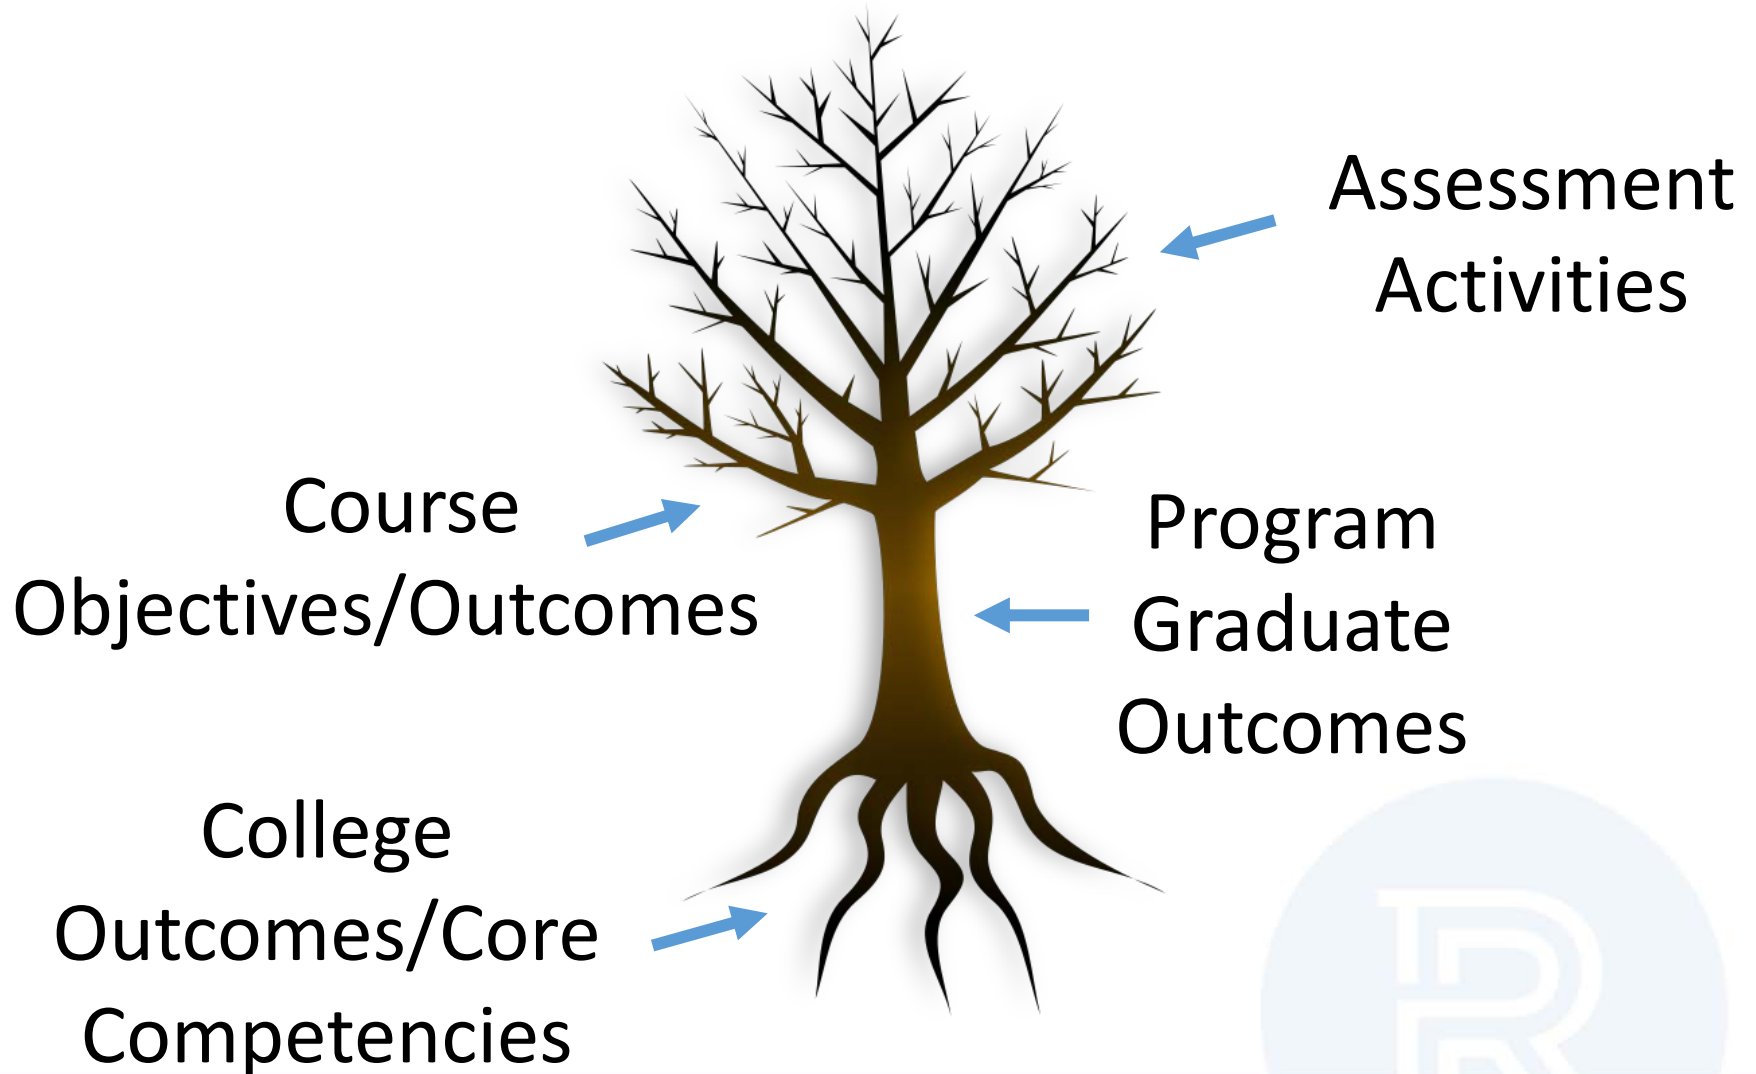 Assessment
Activities
Course
Objectives/Outcomes
Program
Graduate
Outcomes
College
Outcomes/Core
Competencies
R